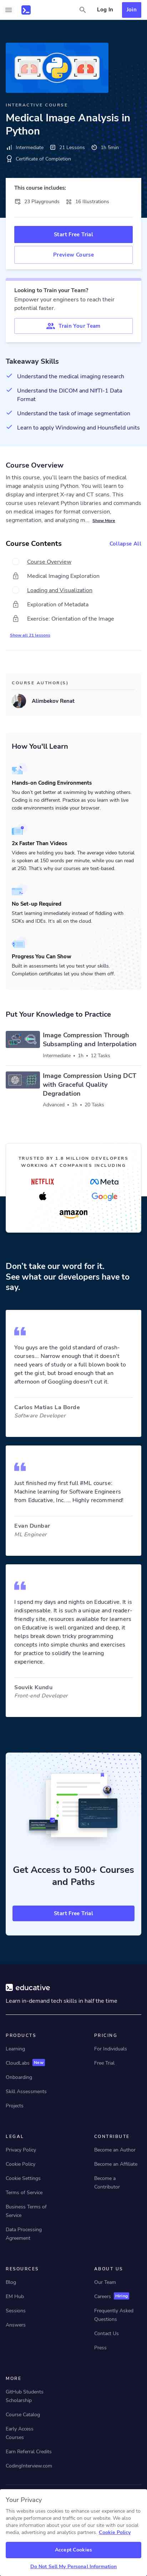 Log In
Join
INTERACTIVE COURSE
Medical Image Analysis in
Python
Intermediate
21 Lessons
1h 5min
Certificate of Completion
This course includes:
23 Playgrounds
16 Illustrations
Start Free Trial
Preview Course
Looking to Train your Team?
Empower your engineers to reach their
potential faster.
Train Your Team
Takeaway Skills
Understand the medical imaging research
Understand the DICOM and NIfTI-1 Data
Format
Understand the task of image segmentation
Learn to apply Windowing and Hounsfield units
Course Overview
In this course, you'll learn the basics of medical
image analysis using Python. You will learn to
analyze and interpret X-ray and CT scans. This
course uses normal Python libraries and commands
for medical image formats, conversion,
segmentation, and analyzing m... Show More
Course Contents
Collapse All
Course Overview
Medical Imaging Exploration
Loading and Visualization
Exploration of Metadata
Exercise: Orientation of the Image
Show all 21 lessons
COURSE AUTHOR(S)
Alimbekov Renat
How You'll Learn
Hands-on Coding Environments
You don't get better at swimming by watching others.
Coding is no different. Practice as you learn with live
code environments inside your browser.
2x Faster Than Videos
Videos are holding you back. The average video tutorial
is spoken at 150 words per minute, while you can read
at 250. That's why our courses are text-based.
No Set-up Required
Start learning immediately instead of fiddling with
SDKs and IDEs. It's all on the cloud.
Progress You Can Show
Built in assessments let you test your skills.
Completion certificates let you show them off.
Put Your Knowledge to Practice
Image Compression Through
Subsampling and Interpolation
Intermediate • 1h • 12 Tasks
Image Compression Using DCT
with Graceful Quality
Degradation
Advanced • 1h • 20 Tasks
TRUSTED BY 1.8 MILLION DEVELOPERS
WORKING AT COMPANIES INCLUDING
NETFLIX
Meta
Google
amazon
Don't take our word for it.
See what our developers have to
say.
You guys are the gold standard of crash-
courses... Narrow enough that it doesn't
need years of study or a full blown book to
get the gist, but broad enough that an
afternoon of Googling doesn't cut it.
Carlos Matias La Borde
Software Developer
Just finished my first full #ML course:
Machine learning for Software Engineers
from Educative, Inc. ... Highly recommend!
Evan Dunbar
ML Engineer
I spend my days and nights on Educative. It is
indispensable. It is such a unique and reader-
friendly site, resources available for learners
on Educative is well organized and deep, it
helps me break down tricky programming
concepts into simple chunks and exercises
for me to practice and solidify the learning
experience.
Souvik Kundu
Front-end Developer
Get Access to 500+ Courses
and Paths
Start Free Trial
educative
Learn in-demand tech skills in half the time
PRODUCTS
Learning
CloudLabs New
Onboarding
Skill Assessments
Projects
PRICING
For Individuals
Free Trial
LEGAL
Privacy Policy
Cookie Policy
Cookie Settings
Terms of Service
Business Terms of
Service
Data Processing
Agreement
CONTRIBUTE
Become an Author
Become an Affiliate
Become a
Contributor
RESOURCES
Blog
EM Hub
Sessions
Answers
ABOUT US
Our Team
Careers Hiring
Frequently Asked
Questions
Contact Us
Press
MORE
GitHub Students
Scholarship
Course Catalog
Early Access
Courses
Earn Referral Credits
CodingInterview.com
Your Privacy
This website uses cookies to enhance user experience
and to analyze performance and traffic on our website.
We also share information about your use of our social
media, advertising and analytics partners. Cookie Policy
Accept Cookies
Do Not Sell My Personal Information